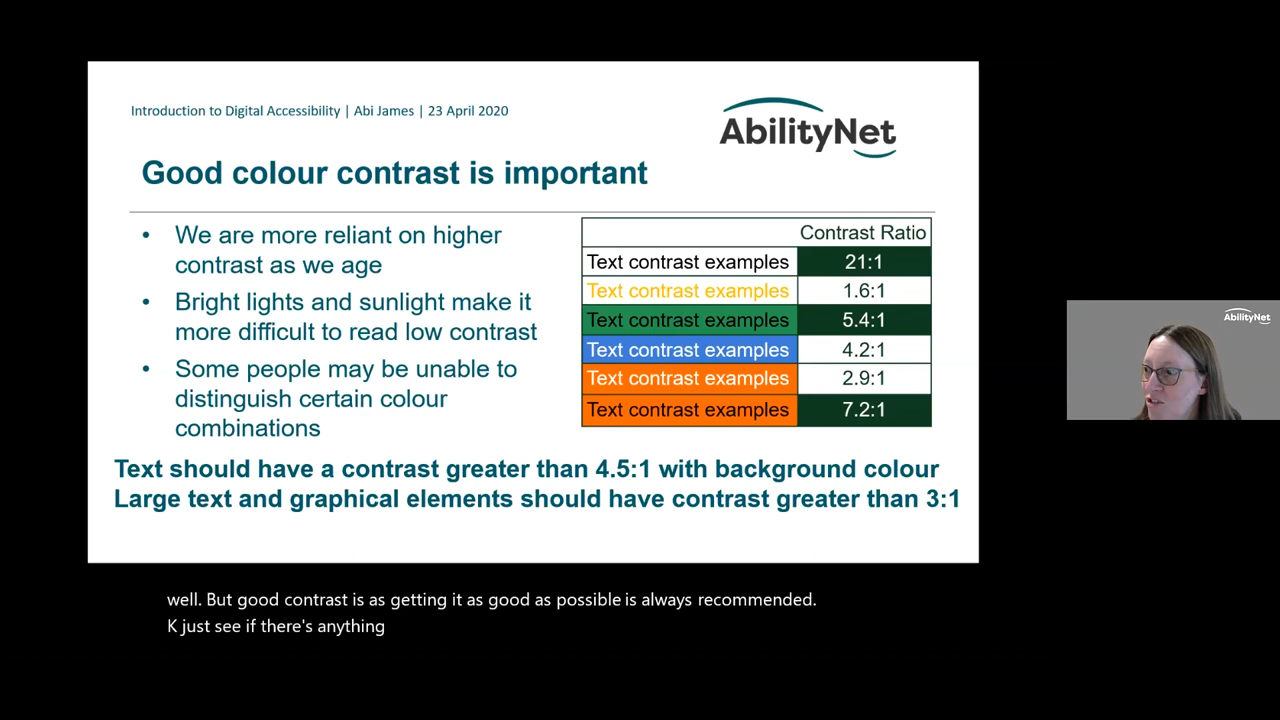 Introduction to Digital Accessibility | Abi James | 23 April 2020
AbilityNet
Good colour contrast is important
• We are more reliant on higher
contrast as we age
• Bright lights and sunlight make it
more difficult to read low contrast
• Some people may be unable to
distinguish certain colour
combinations
Contrast Ratio
Text contrast examples 21:1
Text contrast examples 1.6:1
Text contrast examples 5.4:1
Text contrast examples 4.2:1
Text contrast examples 2.9:1
Text contrast examples 7.2:1
Text should have a contrast greater than 4.5:1 with background colour
Large text and graphical elements should have contrast greater than 3:1
AbilityNet
well. But good contrast is as getting it as good as possible is always recommended.
K just see if there's anything